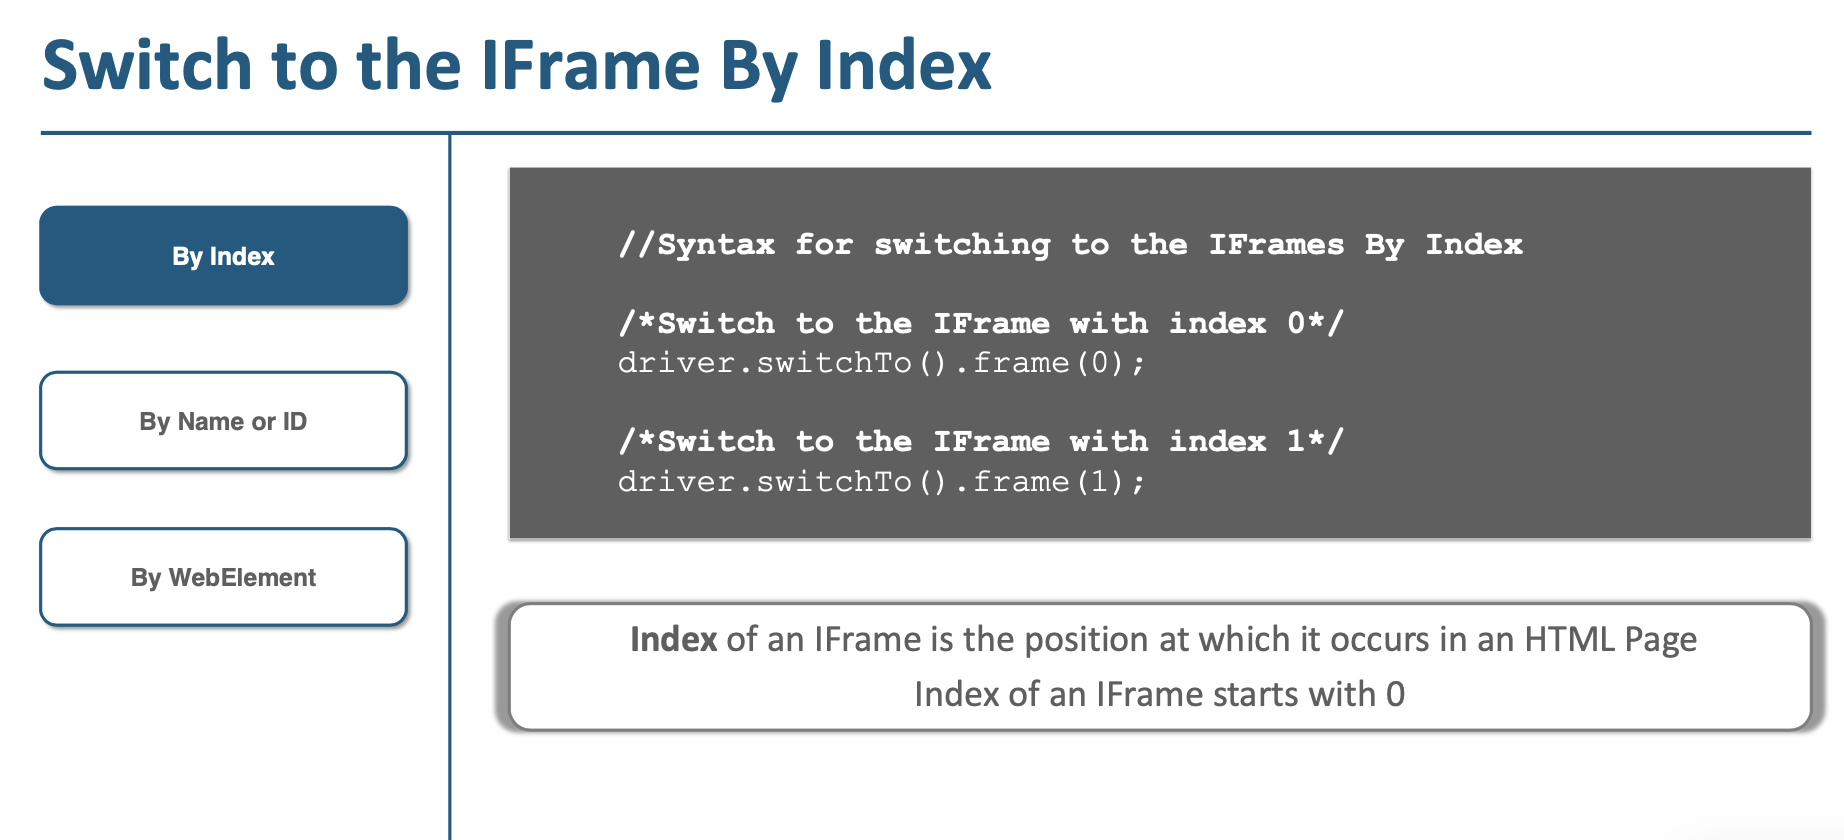 Switch to the IFrame By Index
By Index
By Name or ID
By WebElement
//Syntax for switching to the IFrames By Index
/*Switch to the IFrame with index 0*/
driver.switchTo().frame(0);
/*Switch to the IFrame with index 1*/
driver.switchTo().frame(1);
Index of an IFrame is the position at which it occurs in an HTML Page
Index of an IFrame starts with 0